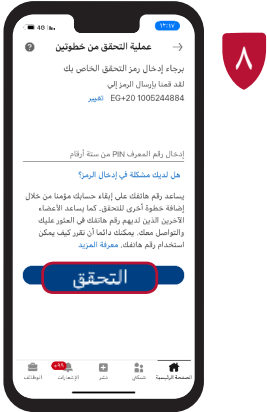 ١٢:١٧
4G
عملية التحقق من خطوتين
?
٨
برجاء إدخال رمز التحقق الخاص بك
لقد قمنا بإرسال الرمز إلي
EG+20 1005244884 تغيير
إدخال رقم المعرف PIN من ستة أرقام
هل لديك مشكلة في إدخال الرمز؟
يساعد رقم هاتفك على إبقاء حسابك مؤمنا من خلال
إضافة خطوة أخرى للتحقق. كما يساعد الأعضاء
الآخرين الذين لديهم رقم هاتفك في العثور عليك
والتواصل معك. يمكنك دائما أن تقرر كيف يمكن
استخدام رقم هاتفك. معرفة المزيد
التحقق
الصفحة الرئيسية شبكتي نشر الإشعارات +٩٩ الوظائف